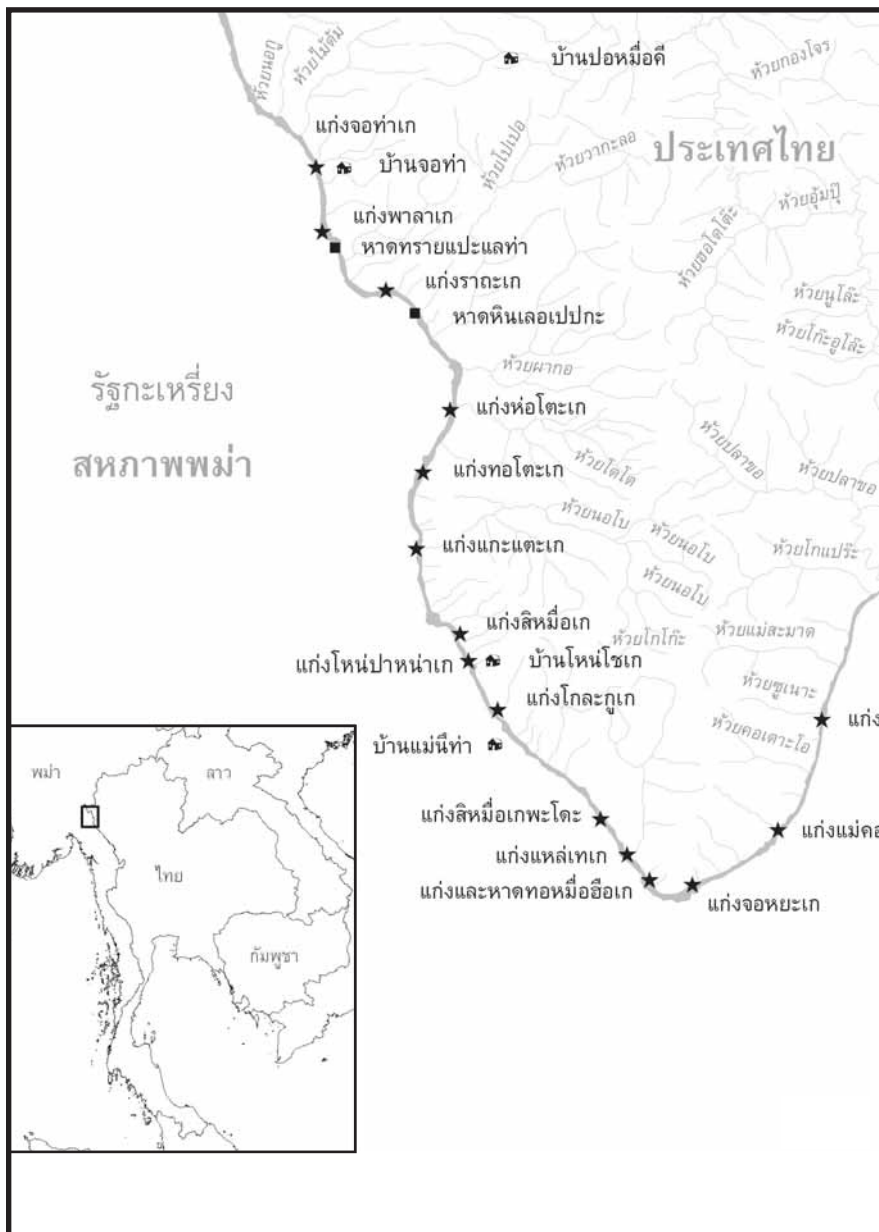 บ้านปอหมื่อคี
ห้วยกองโจร
ห้วยนอกู
ห้วยไม้ตัม
แก่งจอท่าเก
บ้านจอท่า
ห้วยโปเปอ
ห้วยวากะลอ
ประเทศไทย
ห้วยอุ้มปุ๊
ห้วยฮอโตโต๊ะ
แก่งพาลาเก
หาดทรายแปะแลท่า
แก่งราถะเก
ห้วยนูโล๊ะ
หาดหินเลอเปปกะ
ห้วยโก๊ะอูโล๊ะ
ห้วยผากอ
รัฐกะเหรี่ยง
สหภาพพม่า
แก่งห่อโตะเก
ห้วยปลาขอ
แก่งทอโตะเก
ห้วยโตโต
ห้วยปลาขอ
ห้วยนอโบ
ห้วยนอโบ
แก่งแกะแตะเก
ห้วยโกแปร๊ะ
ห้วยนอโบ
แก่งสิหมื่อเก
ห้วยโกโก๊ะ
ห้วยแม่สะมาด
แก่งโหน่ปาหน่าเก
บ้านโหน่โชเก
ห้วยซูเนาะ
แก่งโกละกูเก
ห้วยคอเตาะโอ
แก่ง
บ้านแม่นึท่า
พม่า
ลาว
แก่งสิหมื่อเกพะโดะ
แก่งแม่คอ
แก่งแหล่เทเก
ไทย
แก่งและหาดทอหมื่อฮือเก
แก่งจอหยะเก
กัมพูชา